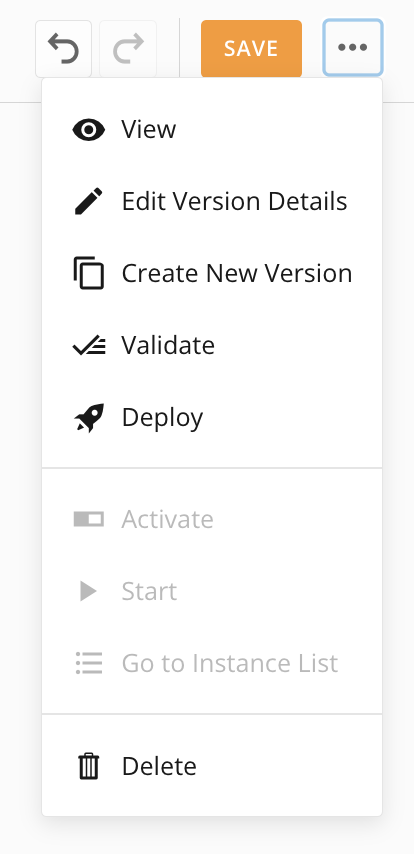 SAVE
View
Edit Version Details
Create New Version
Validate
Deploy
Activate
Start
Go to Instance List
Delete